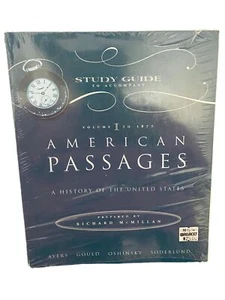 STUDY GUIDE
TO ACCOMPANY
VOLUME I TO 1877
AMERICAN
PASSAGES
A HISTORY OF THE UNITED STATES
PREPARED BY
RICHARD McMILLAN
AYERS GOULD OSHINSKY SODERLUND